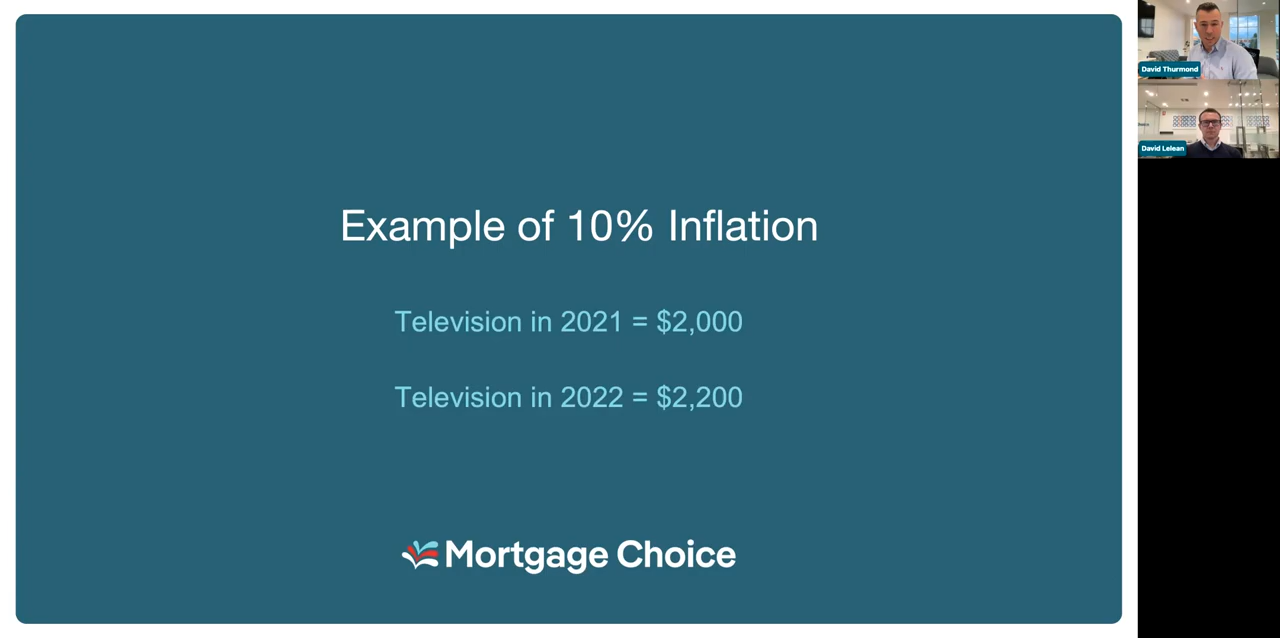 Example of 10% Inflation
Television in 2021 = $2,000
Television in 2022 = $2,200
Mortgage Choice
David Thurmond
David Lelean